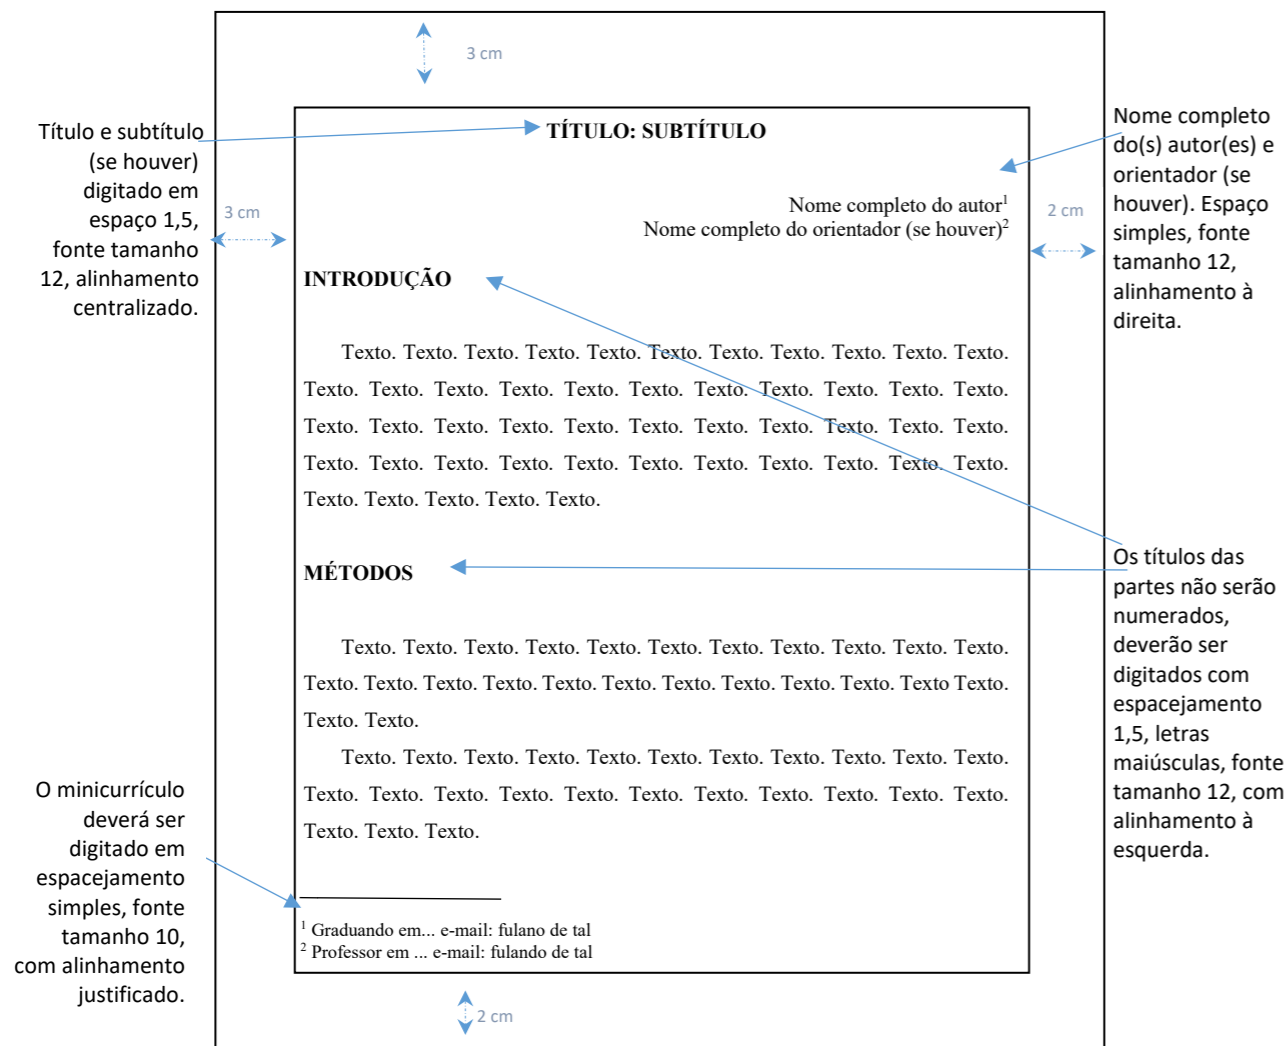 3 cm
Título e subtítulo
(se houver)
digitado em
espaço 1,5,
fonte tamanho
12, alinhamento
centralizado.
3 cm
TÍTULO: SUBTÍTULO
Nome completo do autor¹
Nome completo do orientador (se houver)²
2 cm
Nome completo
do(s) autor(es) e
orientador (se
houver). Espaço
simples, fonte
tamanho 12,
alinhamento à
direita.
INTRODUÇÃO
Texto. Texto. Texto. Texto. Texto. Texto. Texto. Texto. Texto. Texto. Texto.
Texto. Texto. Texto. Texto. Texto. Texto. Texto. Texto. Texto. Texto. Texto.
Texto. Texto. Texto. Texto. Texto. Texto. Texto. Texto. Texto. Texto. Texto.
Texto. Texto. Texto. Texto. Texto. Texto. Texto. Texto. Texto. Texto. Texto.
Texto. Texto. Texto. Texto. Texto.
MÉTODOS
Os títulos das
partes não serão
numerados,
deverão ser
digitados com
espacejamento
1,5, letras
maiúsculas, fonte
tamanho 12, com
alinhamento à
esquerda.
Texto. Texto. Texto. Texto. Texto. Texto. Texto. Texto. Texto. Texto. Texto.
Texto. Texto. Texto. Texto. Texto. Texto. Texto. Texto. Texto. Texto. Texto Texto.
Texto. Texto.
Texto. Texto. Texto. Texto. Texto. Texto. Texto. Texto. Texto. Texto. Texto.
Texto. Texto. Texto. Texto. Texto. Texto. Texto. Texto. Texto. Texto. Texto.
Texto. Texto. Texto.
O minicurrículo
deverá ser
digitado em
espacejamento
simples, fonte
tamanho 10,
com alinhamento
justificado.
¹ Graduando em... e-mail: fulano de tal
² Professor em ... e-mail: fulando de tal
2 cm